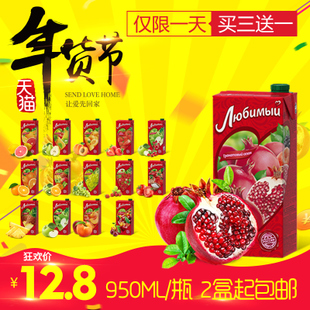 仅限一天 买三送一
年货节
天猫
SEND LOVE HOME
让爱先回家
Любимый
狂欢价
¥12.8
950ML/瓶 2盒起包邮